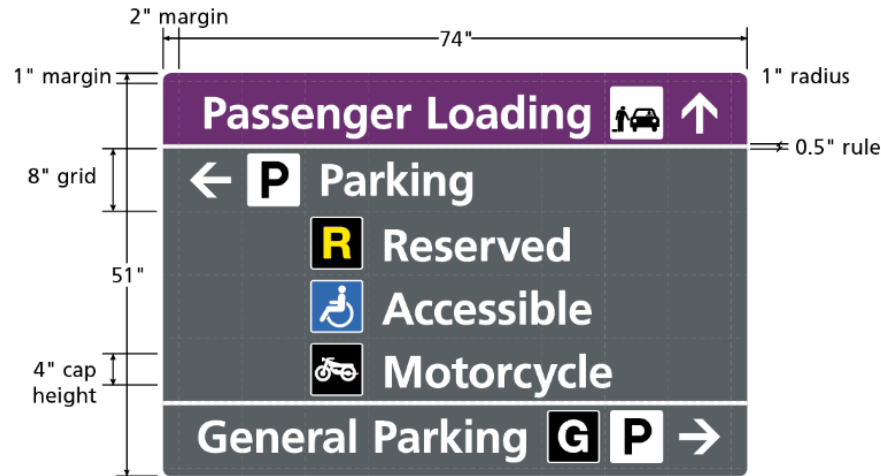 2" margin
74"
1" margin
1" radius
Passenger Loading
0.5" rule
8" grid
P Parking
R Reserved
51"
Accessible
4" cap
height
Motorcycle
General Parking G P